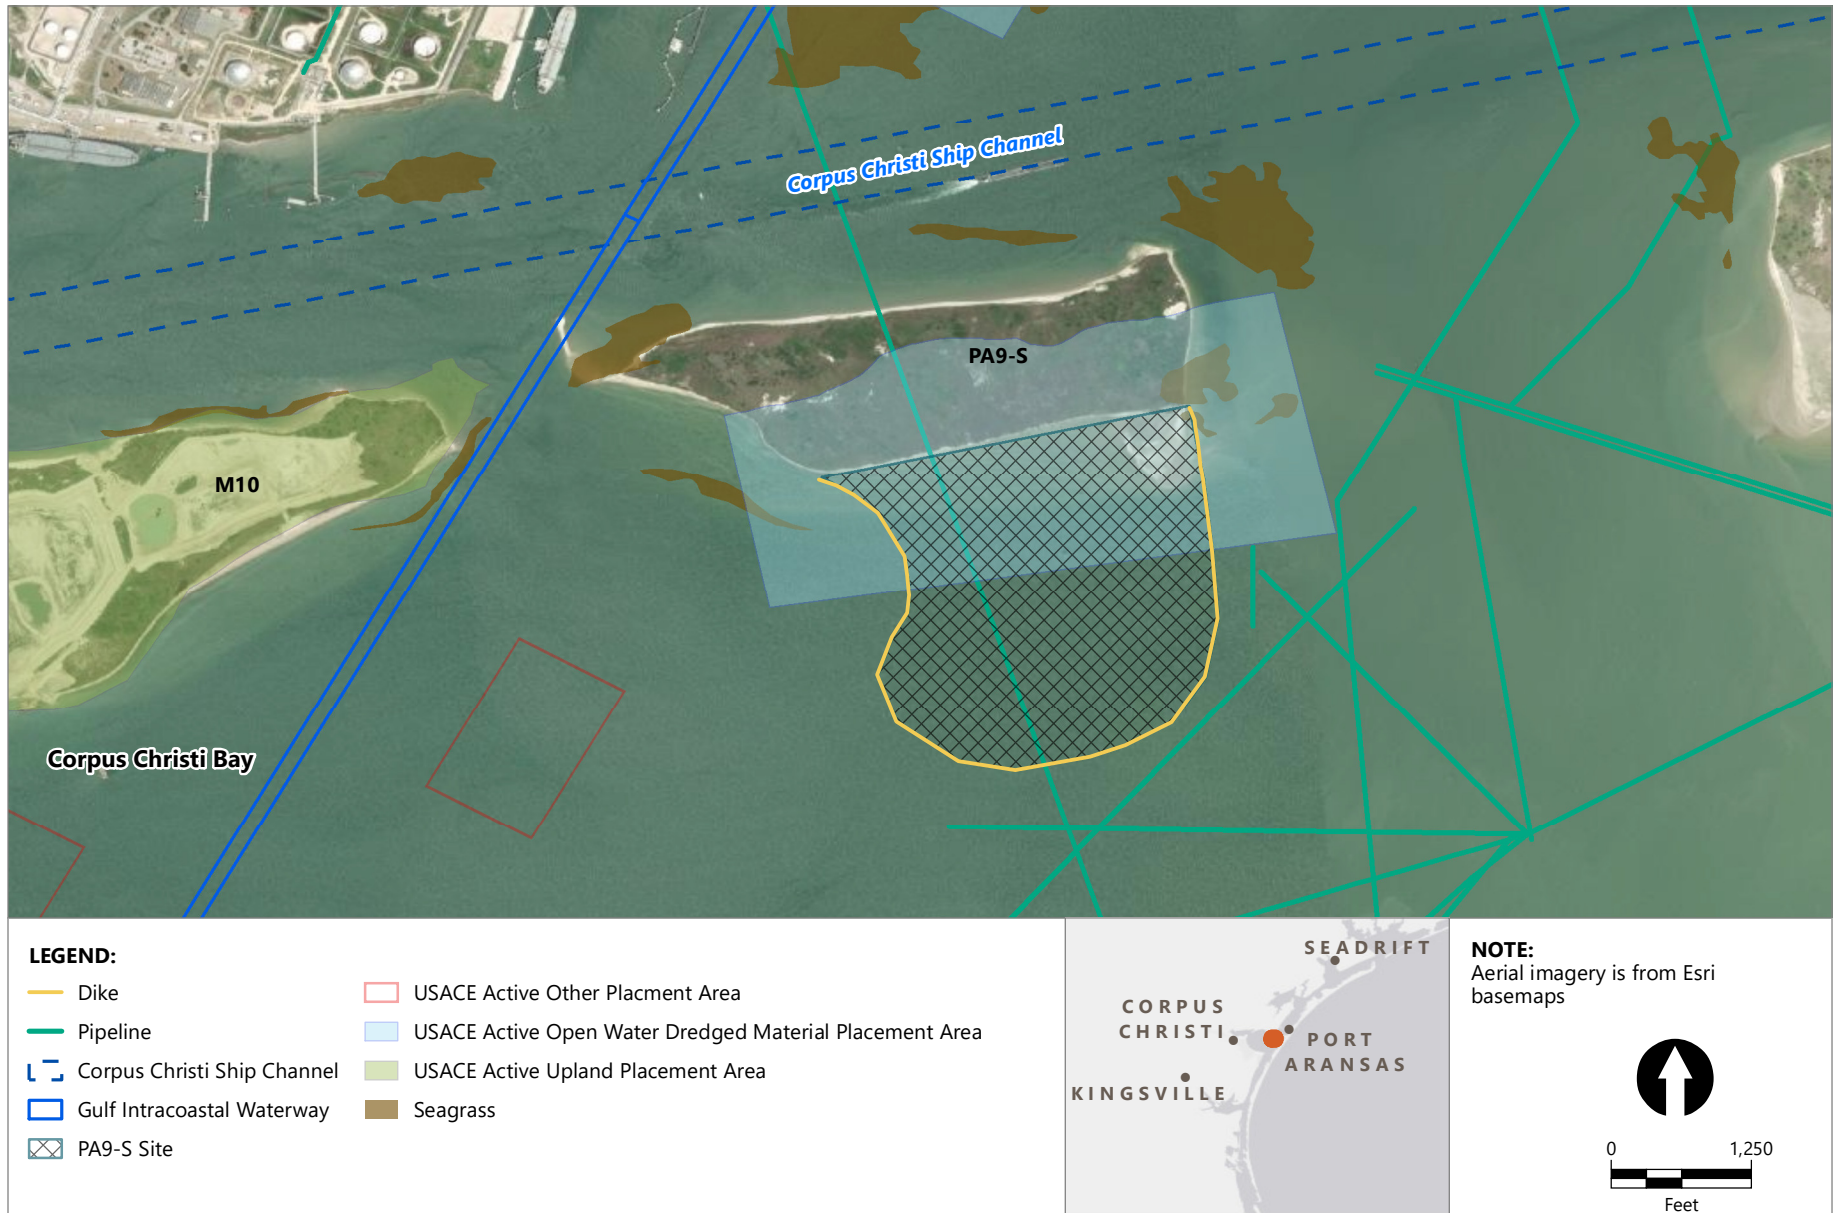 Corpus Christi Ship Channel
PA9-S
M10
Corpus Christi Bay
LEGEND:
Dike
Pipeline
Corpus Christi Ship Channel
Gulf Intracoastal Waterway
PA9-S Site
USACE Active Other Placment Area
USACE Active Open Water Dredged Material Placement Area
USACE Active Upland Placement Area
Seagrass
SEADRIFT
CORPUS
CHRISTI
PORT
ARANSAS
KINGSVILLE
NOTE:
Aerial imagery is from Esri
basemaps
0 1,250
Feet